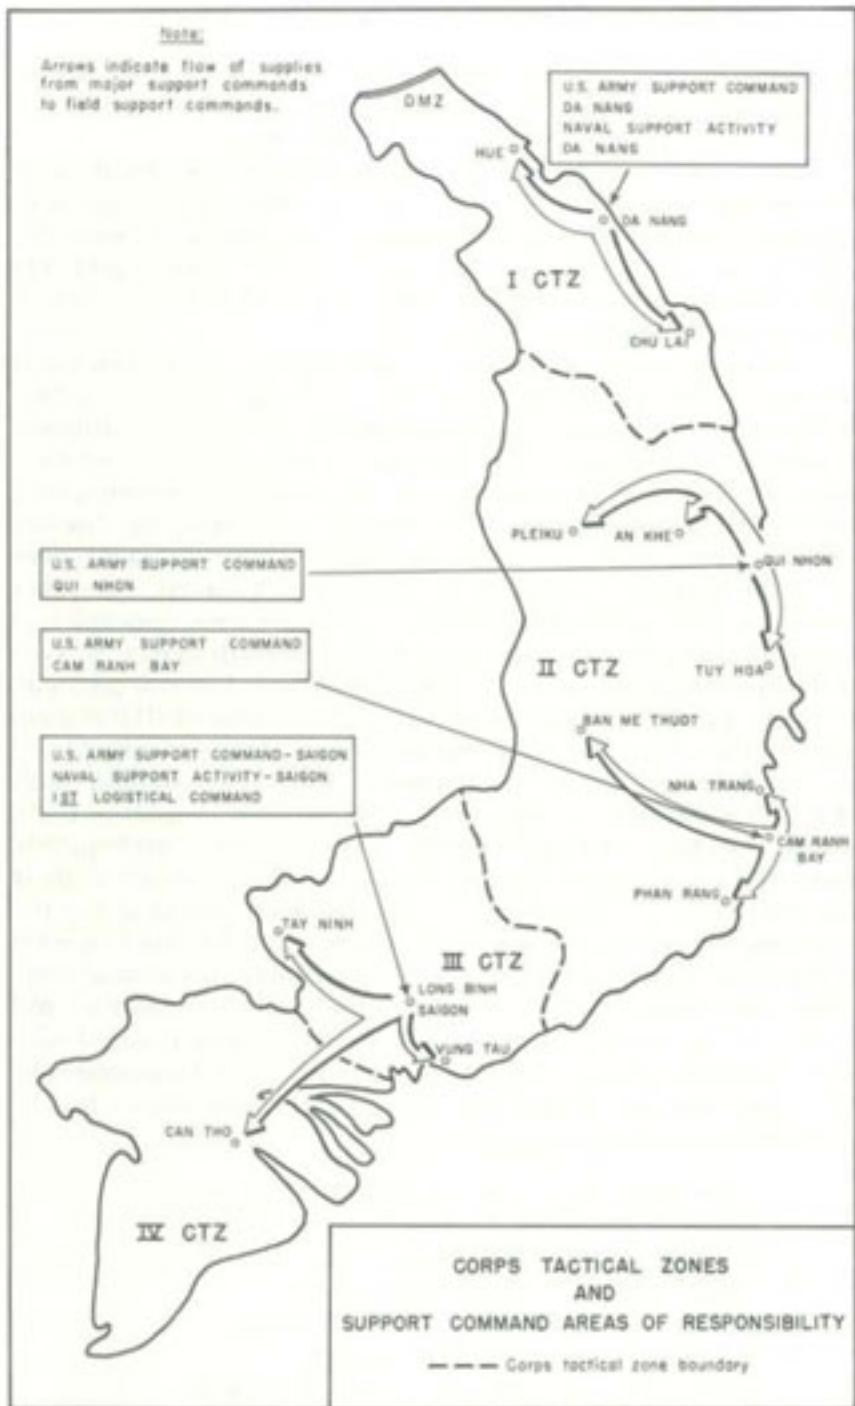 Note:
Arrows indicate flow of supplies
from major support commands
to field support commands.
DMZ
U.S. ARMY SUPPORT COMMAND
DA NANG
NAVAL SUPPORT ACTIVITY
DA NANG
HUE
DA NANG
I CTZ
CHU LAI
PLEIKU
AN KHE
U.S. ARMY SUPPORT COMMAND
QUI NHON
QUI NHON
U.S. ARMY SUPPORT COMMAND
CAM RANH BAY
II CTZ
TUY HOA
BAN ME THUOT
U.S. ARMY SUPPORT COMMAND-SAIGON
NAVAL SUPPORT ACTIVITY-SAIGON
1ST LOGISTICAL COMMAND
NHA TRANG
CAM RANH
BAY
PHAN RANG
TAY NINH
III CTZ
LONG BINH
SAIGON
VUNG TAU
CAN THO
IV CTZ
CORPS TACTICAL ZONES
AND
SUPPORT COMMAND AREAS OF RESPONSIBILITY
Corps tactical zone boundary